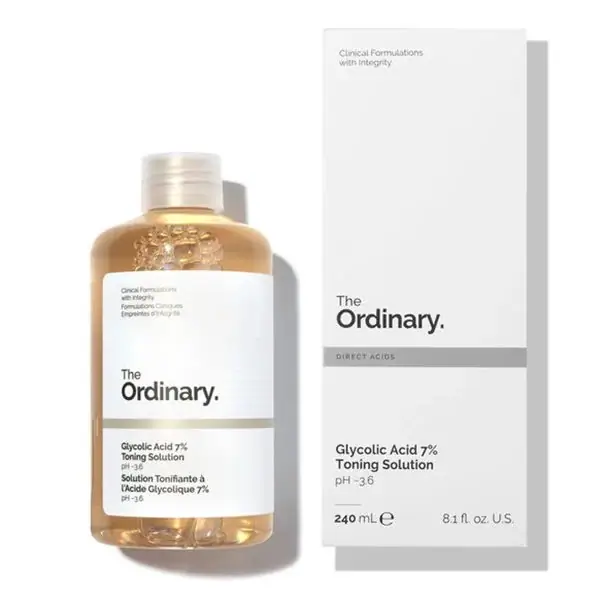 Clinical Formulations
with Integrity
Formulations Cliniques
Empreintes d'Intégrité
The
Ordinary.
Glycolic Acid 7%
Toning Solution
pH ~3.6
Solution Tonifiante à
l'Acide Glycolique 7%
pH ~3.6
Clinical Formulations
with Integrity
The
Ordinary.
DIRECT ACIDS
Glycolic Acid 7%
Toning Solution
pH ~3.6
240 mL ℮ 8.1 fl. oz. U.S.